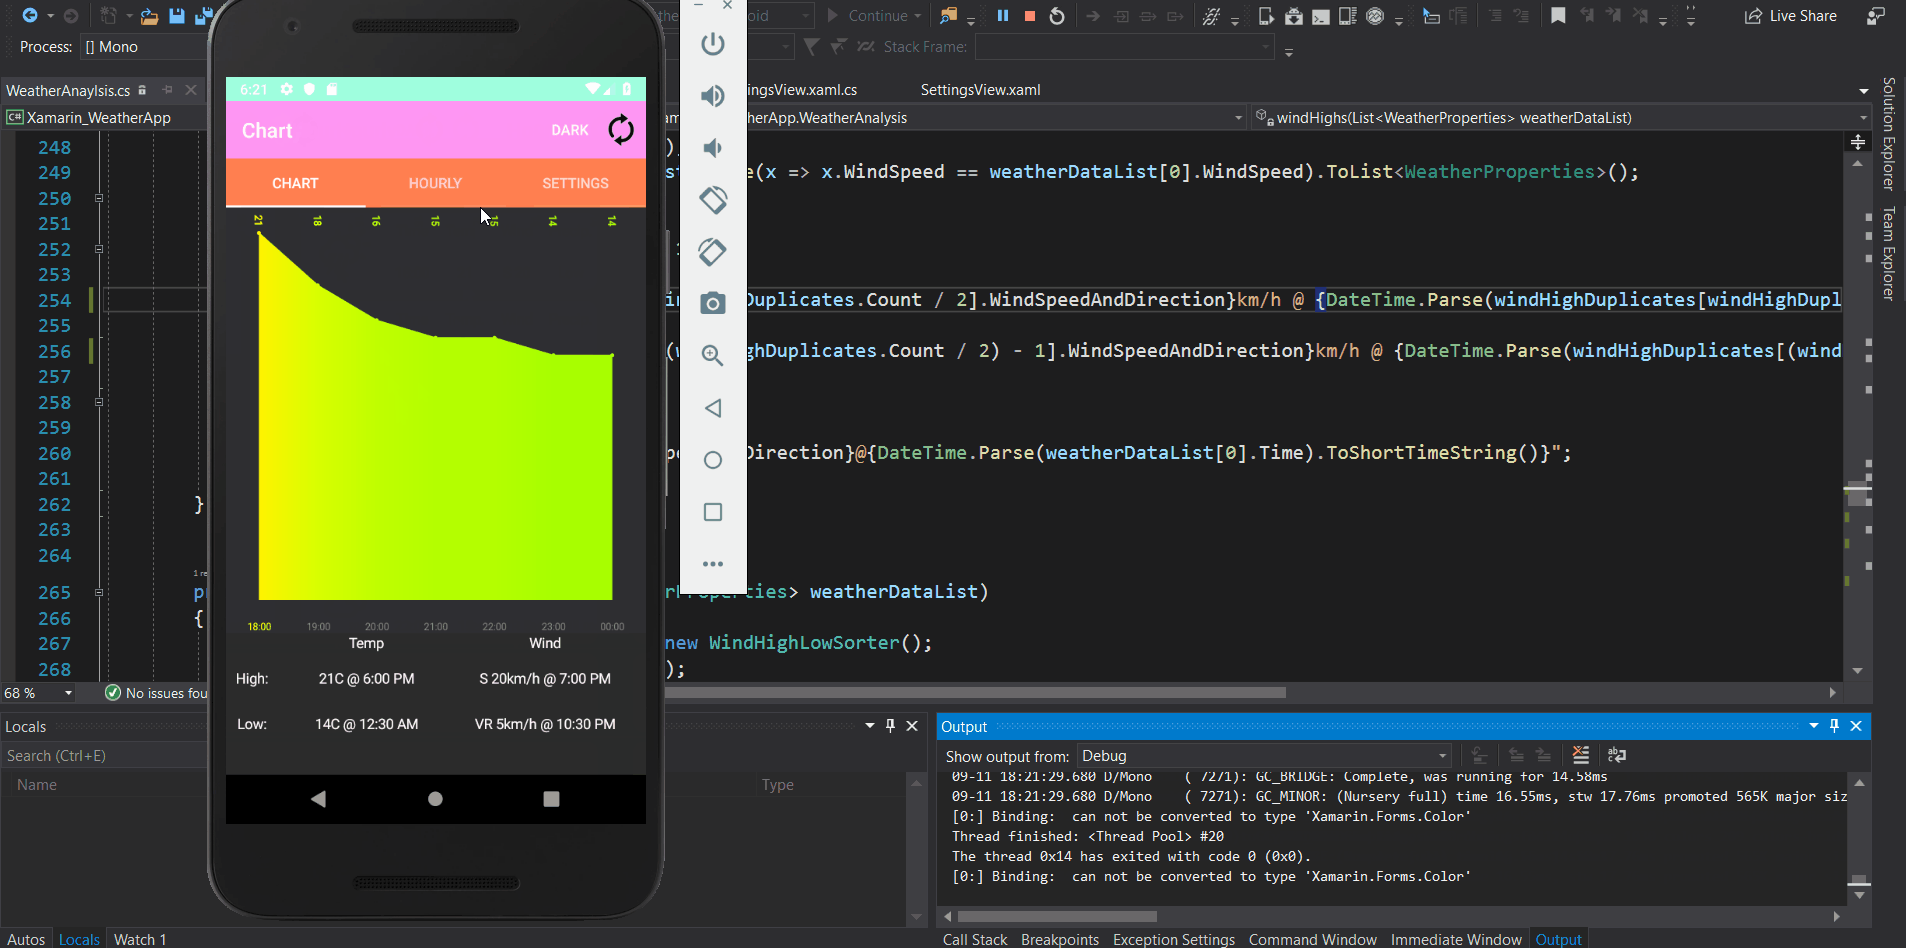 Continue
Live Share
Process: [] Mono
Stack Frame:
WeatherAnaylsis.cs
ngsView.xaml.cs
SettingsView.xaml
C# Xamarin_WeatherApp
herApp.WeatherAnalysis
windHighs(List<WeatherProperties> weatherDataList)
Solution Explorer
Team Explorer
248
249
250
251
252
253
254
255
256
257
258
259
260
261
262
263
264
265
266
267
268
e(x => x.WindSpeed == weatherDataList[0].WindSpeed).ToList<WeatherProperties>();
Duplicates.Count / 2].WindSpeedAndDirection}km/h @ {DateTime.Parse(windHighDuplicates[windHighDupl
ghDuplicates.Count / 2) - 1].WindSpeedAndDirection}km/h @ {DateTime.Parse(windHighDuplicates[(wind
Direction}@{DateTime.Parse(weatherDataList[0].Time).ToShortTimeString()}";
}
rProperties> weatherDataList)
{
new WindHighLowSorter();
);
6:21
Chart
DARK
CHART
HOURLY
SETTINGS
21 18 16 15 15 14 14
18:00 19:00 20:00 21:00 22:00 23:00 00:00
Temp Wind
High: 21C @ 6:00 PM S 20km/h @ 7:00 PM
Low: 14C @ 12:30 AM VR 5km/h @ 10:30 PM
68 %
No issues fou
Locals
Search (Ctrl+E)
Name
Type
Autos Locals Watch 1
Output
Show output from: Debug
09-11 18:21:29.680 D/Mono ( 7271): GC_BRIDGE: Complete, was running for 14.58ms
09-11 18:21:29.680 D/Mono ( 7271): GC_MINOR: (Nursery full) time 16.55ms, stw 17.76ms promoted 565K major siz
[0:] Binding: can not be converted to type 'Xamarin.Forms.Color'
Thread finished: <Thread Pool> #20
The thread 0x14 has exited with code 0 (0x0).
[0:] Binding: can not be converted to type 'Xamarin.Forms.Color'
Call Stack Breakpoints Exception Settings Command Window Immediate Window Output